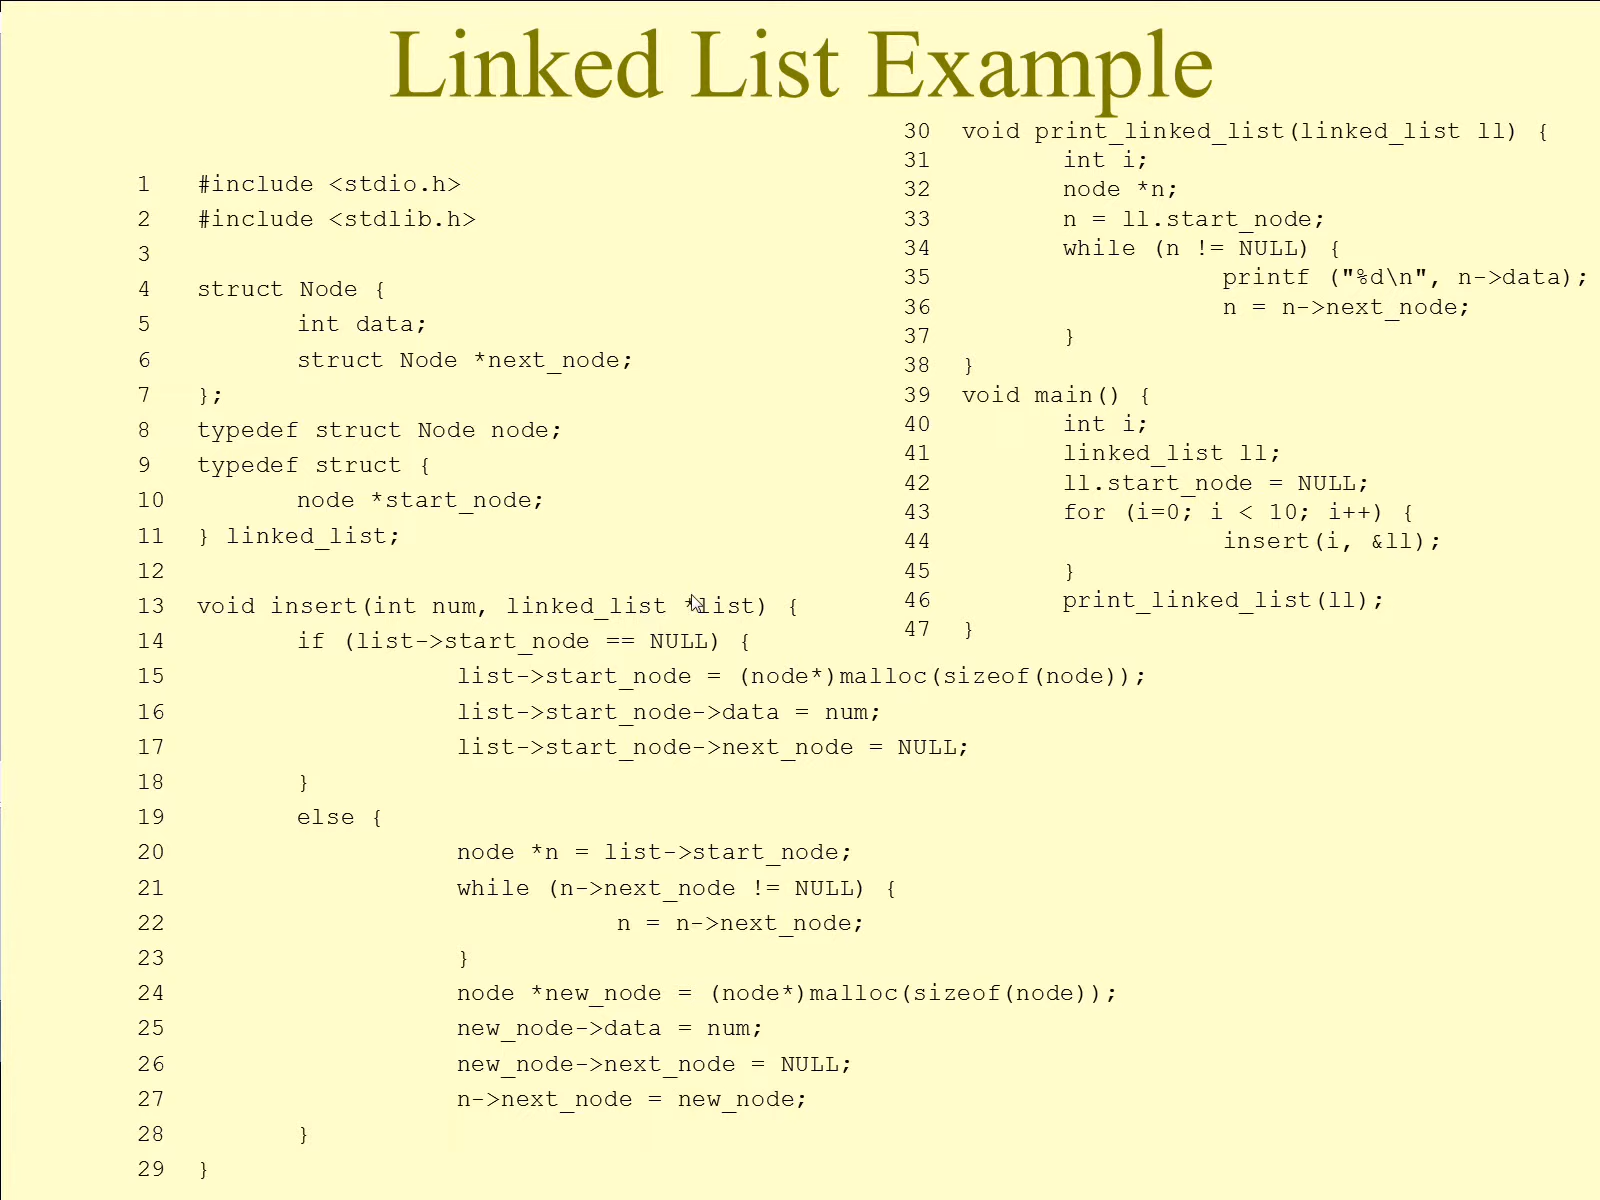 Linked List Example
1 #include <stdio.h>
2 #include <stdlib.h>
3
4 struct Node {
5 int data;
6 struct Node *next_node;
7 };
8 typedef struct Node node;
9 typedef struct {
10 node *start_node;
11 } linked_list;
12
13 void insert(int num, linked_list *list) {
14 if (list->start_node == NULL) {
15 list->start_node = (node*)malloc(sizeof(node));
16 list->start_node->data = num;
17 list->start_node->next_node = NULL;
18 }
19 else {
20 node *n = list->start_node;
21 while (n->next_node != NULL) {
22 n = n->next_node;
23 }
24 node *new_node = (node*)malloc(sizeof(node));
25 new_node->data = num;
26 new_node->next_node = NULL;
27 n->next_node = new_node;
28 }
29 }
30 void print_linked_list(linked_list ll) {
31 int i;
32 node *n;
33 n = ll.start_node;
34 while (n != NULL) {
35 printf ("%d\n", n->data);
36 n = n->next_node;
37 }
38 }
39 void main() {
40 int i;
41 linked_list ll;
42 ll.start_node = NULL;
43 for (i=0; i < 10; i++) {
44 insert(i, &ll);
45 }
46 print_linked_list(ll);
47 }